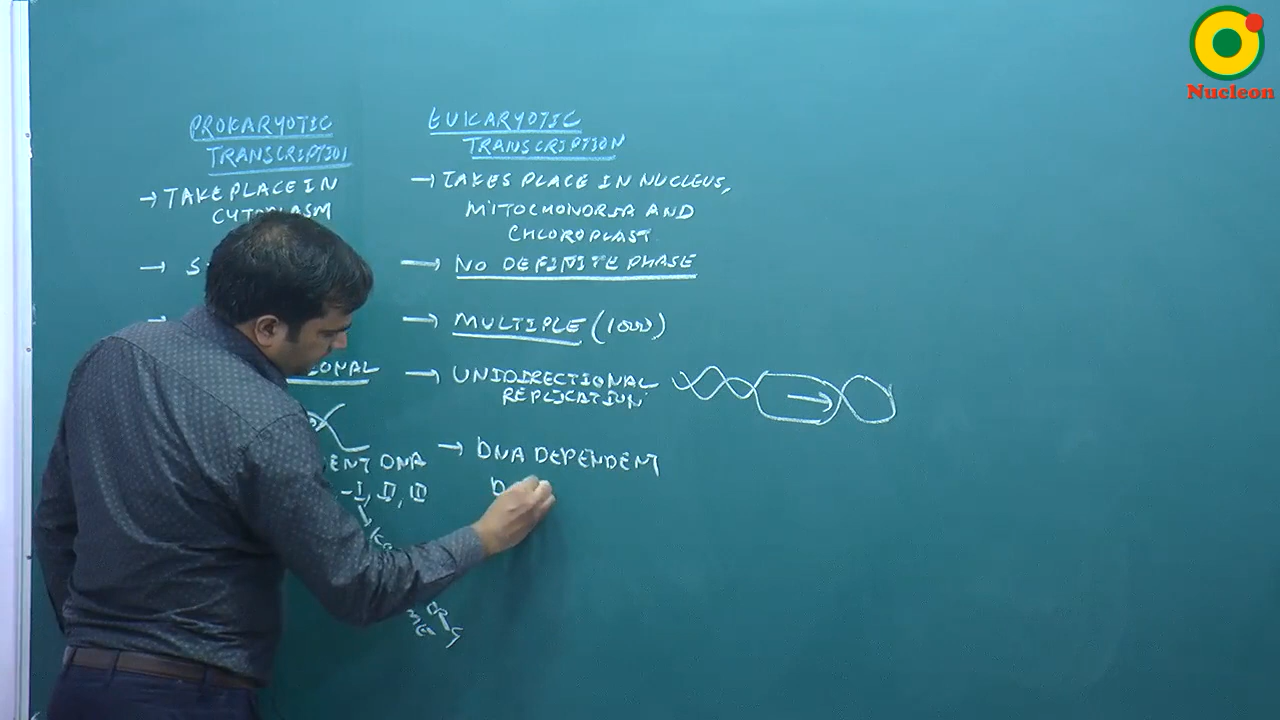 Nucleon
PROKARYOTIC
TRANSCRIPTION
→ TAKE PLACE IN
CYTOPLASM
→ S
ENT DNA
-I, II, III
EUKARYOTIC
TRANSCRIPTION
→ TAKES PLACE IN NUCLEUS,
MITOCHONDRIA AND
CHLOROPLAST.
→ NO DEFINITE PHASE
→ MULTIPLE (1000)
→ UNIDIRECTIONAL
REPLICATION
→ DNA DEPENDENT
D